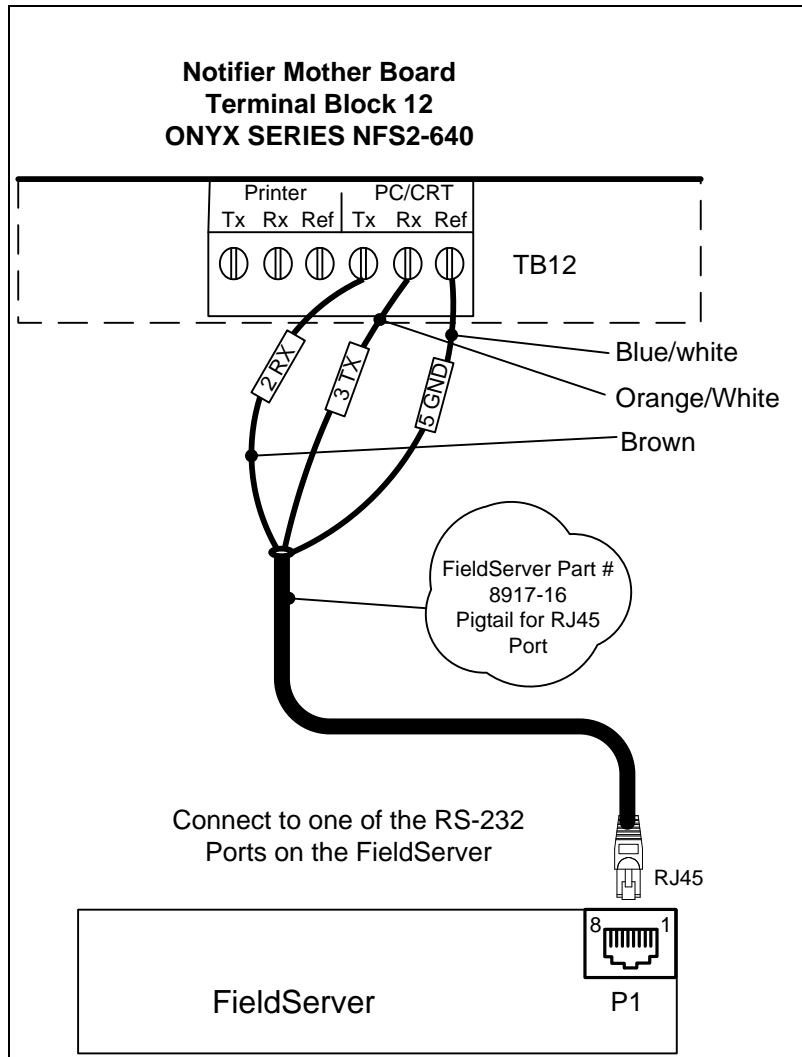 Notifier Mother Board
Terminal Block 12
ONYX SERIES NFS2-640
Printer PC/CRT
Tx Rx Ref Tx Rx Ref
TB12
2 RX
3 TX
5 GND
Blue/white
Orange/White
Brown
FieldServer Part #
8917-16
Pigtail for RJ45
Port
Connect to one of the RS-232
Ports on the FieldServer
RJ45
8 1
FieldServer
P1